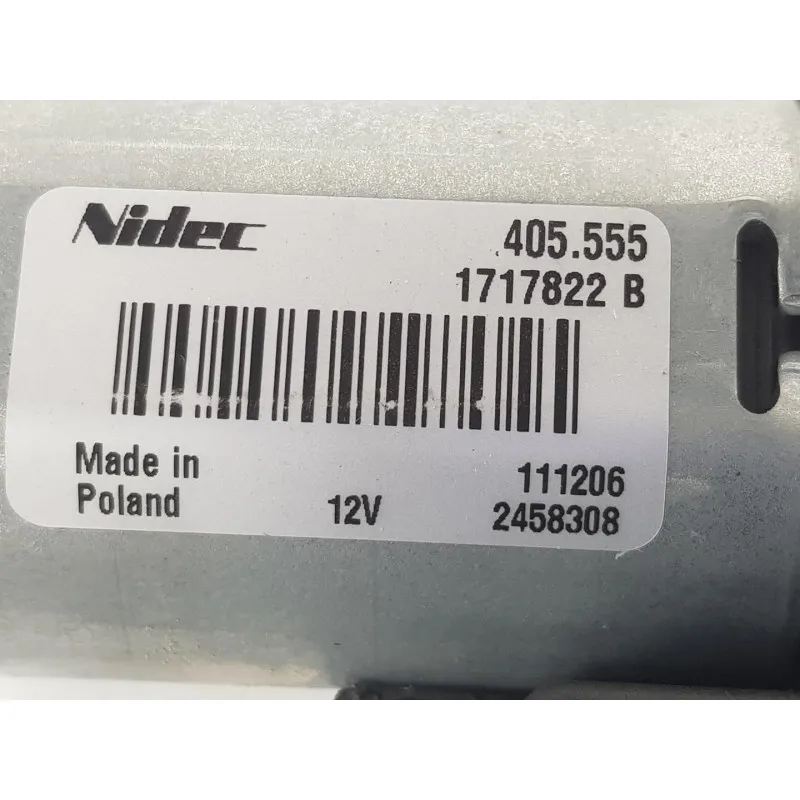 Nidec 405.555
1717822 B
Made in 111206
Poland 12V 2458308